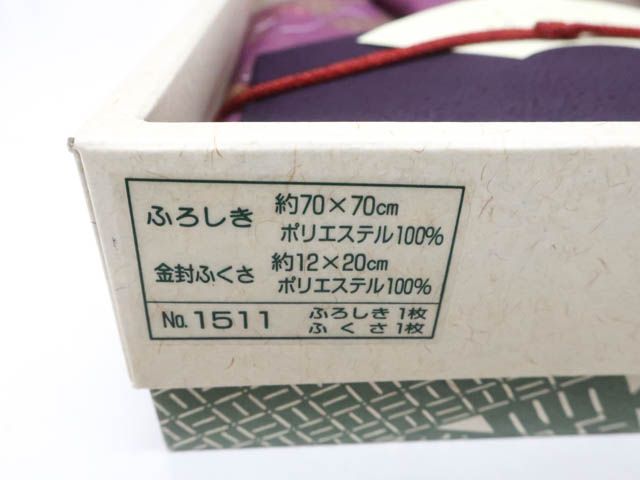 ふろしき 約70×70cm
ポリエステル100%
金封ふくさ 約12×20cm
ポリエステル100%
No.1511 ふろしき1枚
ふくさ1枚